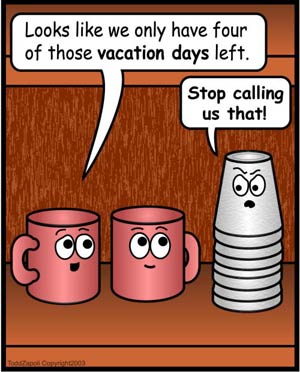 Looks like we only have four
of those vacation days left.
Stop calling
us that!
ToddZapoli Copyright2003